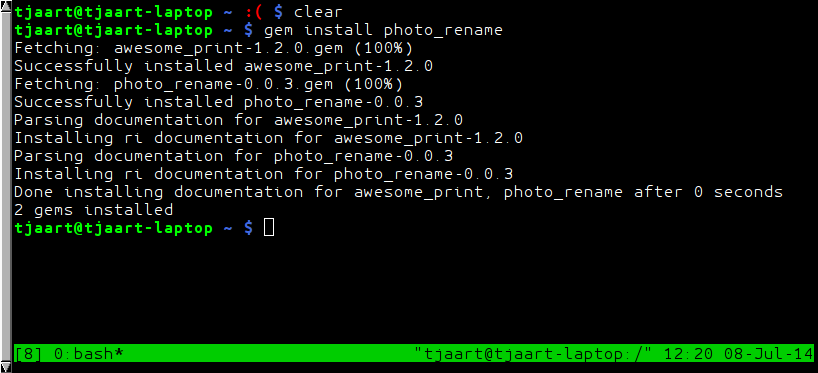 tjaart@tjaart-laptop ~ :( $ clear
tjaart@tjaart-laptop ~ $ gem install photo_rename
Fetching: awesome_print-1.2.0.gem (100%)
Successfully installed awesome_print-1.2.0
Fetching: photo_rename-0.0.3.gem (100%)
Successfully installed photo_rename-0.0.3
Parsing documentation for awesome_print-1.2.0
Installing ri documentation for awesome_print-1.2.0
Parsing documentation for photo_rename-0.0.3
Installing ri documentation for photo_rename-0.0.3
Done installing documentation for awesome_print, photo_rename after 0 seconds
2 gems installed
tjaart@tjaart-laptop ~ $
[8] 0:bash* "tjaart@tjaart-laptop:/" 12:20 08-Jul-14